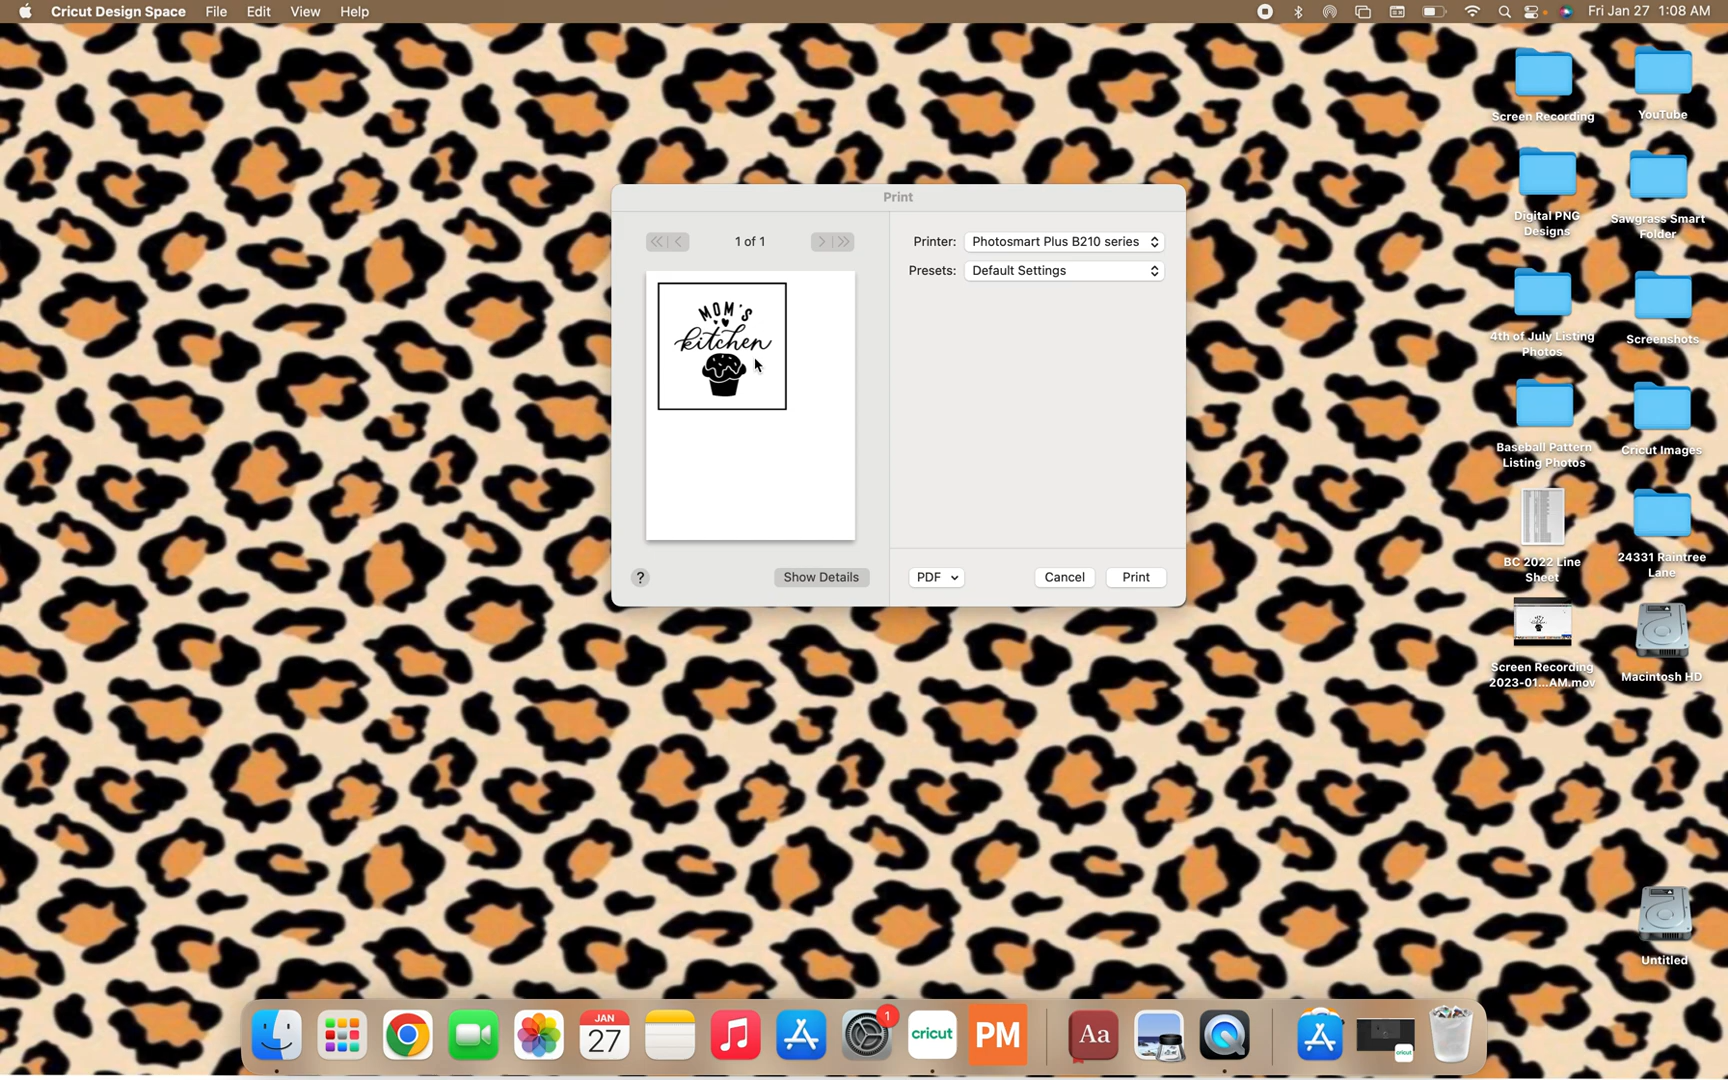 Cricut Design Space File Edit View Help Fri Jan 27 1:08 AM
Print
1 of 1
MOM'S
kitchen
Printer: Photosmart Plus B210 series
Presets: Default Settings
? Show Details PDF Cancel Print
Screen Recording
YouTube
Digital PNG
Designs
Sawgrass Smart
Folder
4th of July Listing
Photos
Screenshots
Baseball Pattern
Listing Photos
Cricut Images
BC 2022 Line
Sheet
24331 Raintree
Lane
Screen Recording
2023-01...AM.mov
Macintosh HD
Untitled
JAN
27
1
cricut
PM
Aa
cricut